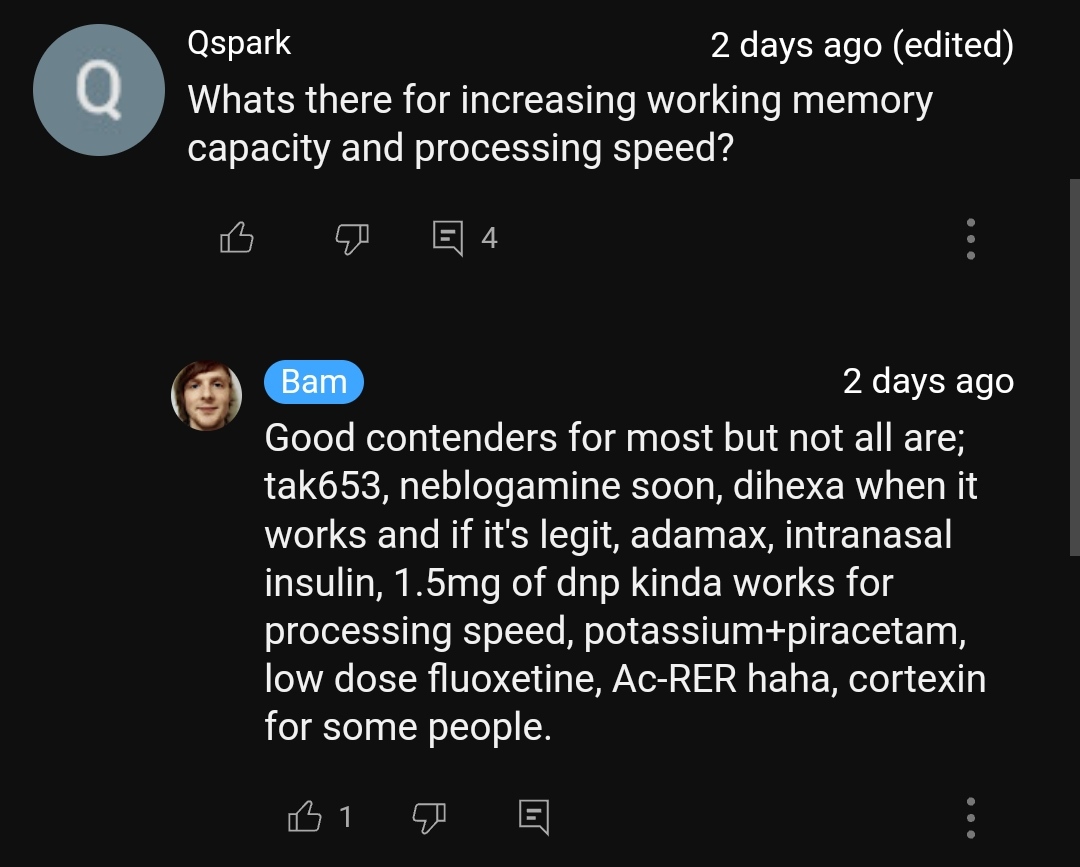 Q
Qspark
2 days ago (edited)
Whats there for increasing working memory
capacity and processing speed?
4
Bam
2 days ago
Good contenders for most but not all are;
tak653, neblogamine soon, dihexa when it
works and if it's legit, adamax, intranasal
insulin, 1.5mg of dnp kinda works for
processing speed, potassium+piracetam,
low dose fluoxetine, Ac-RER haha, cortexin
for some people.
1